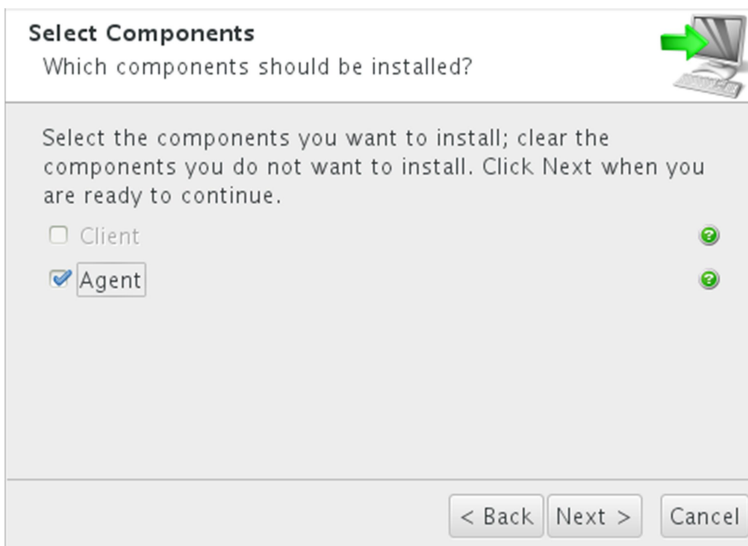 Select Components
Which components should be installed?
Select the components you want to install; clear the
components you do not want to install. Click Next when you
are ready to continue.
Client
?
Agent
?
< Back Next > Cancel